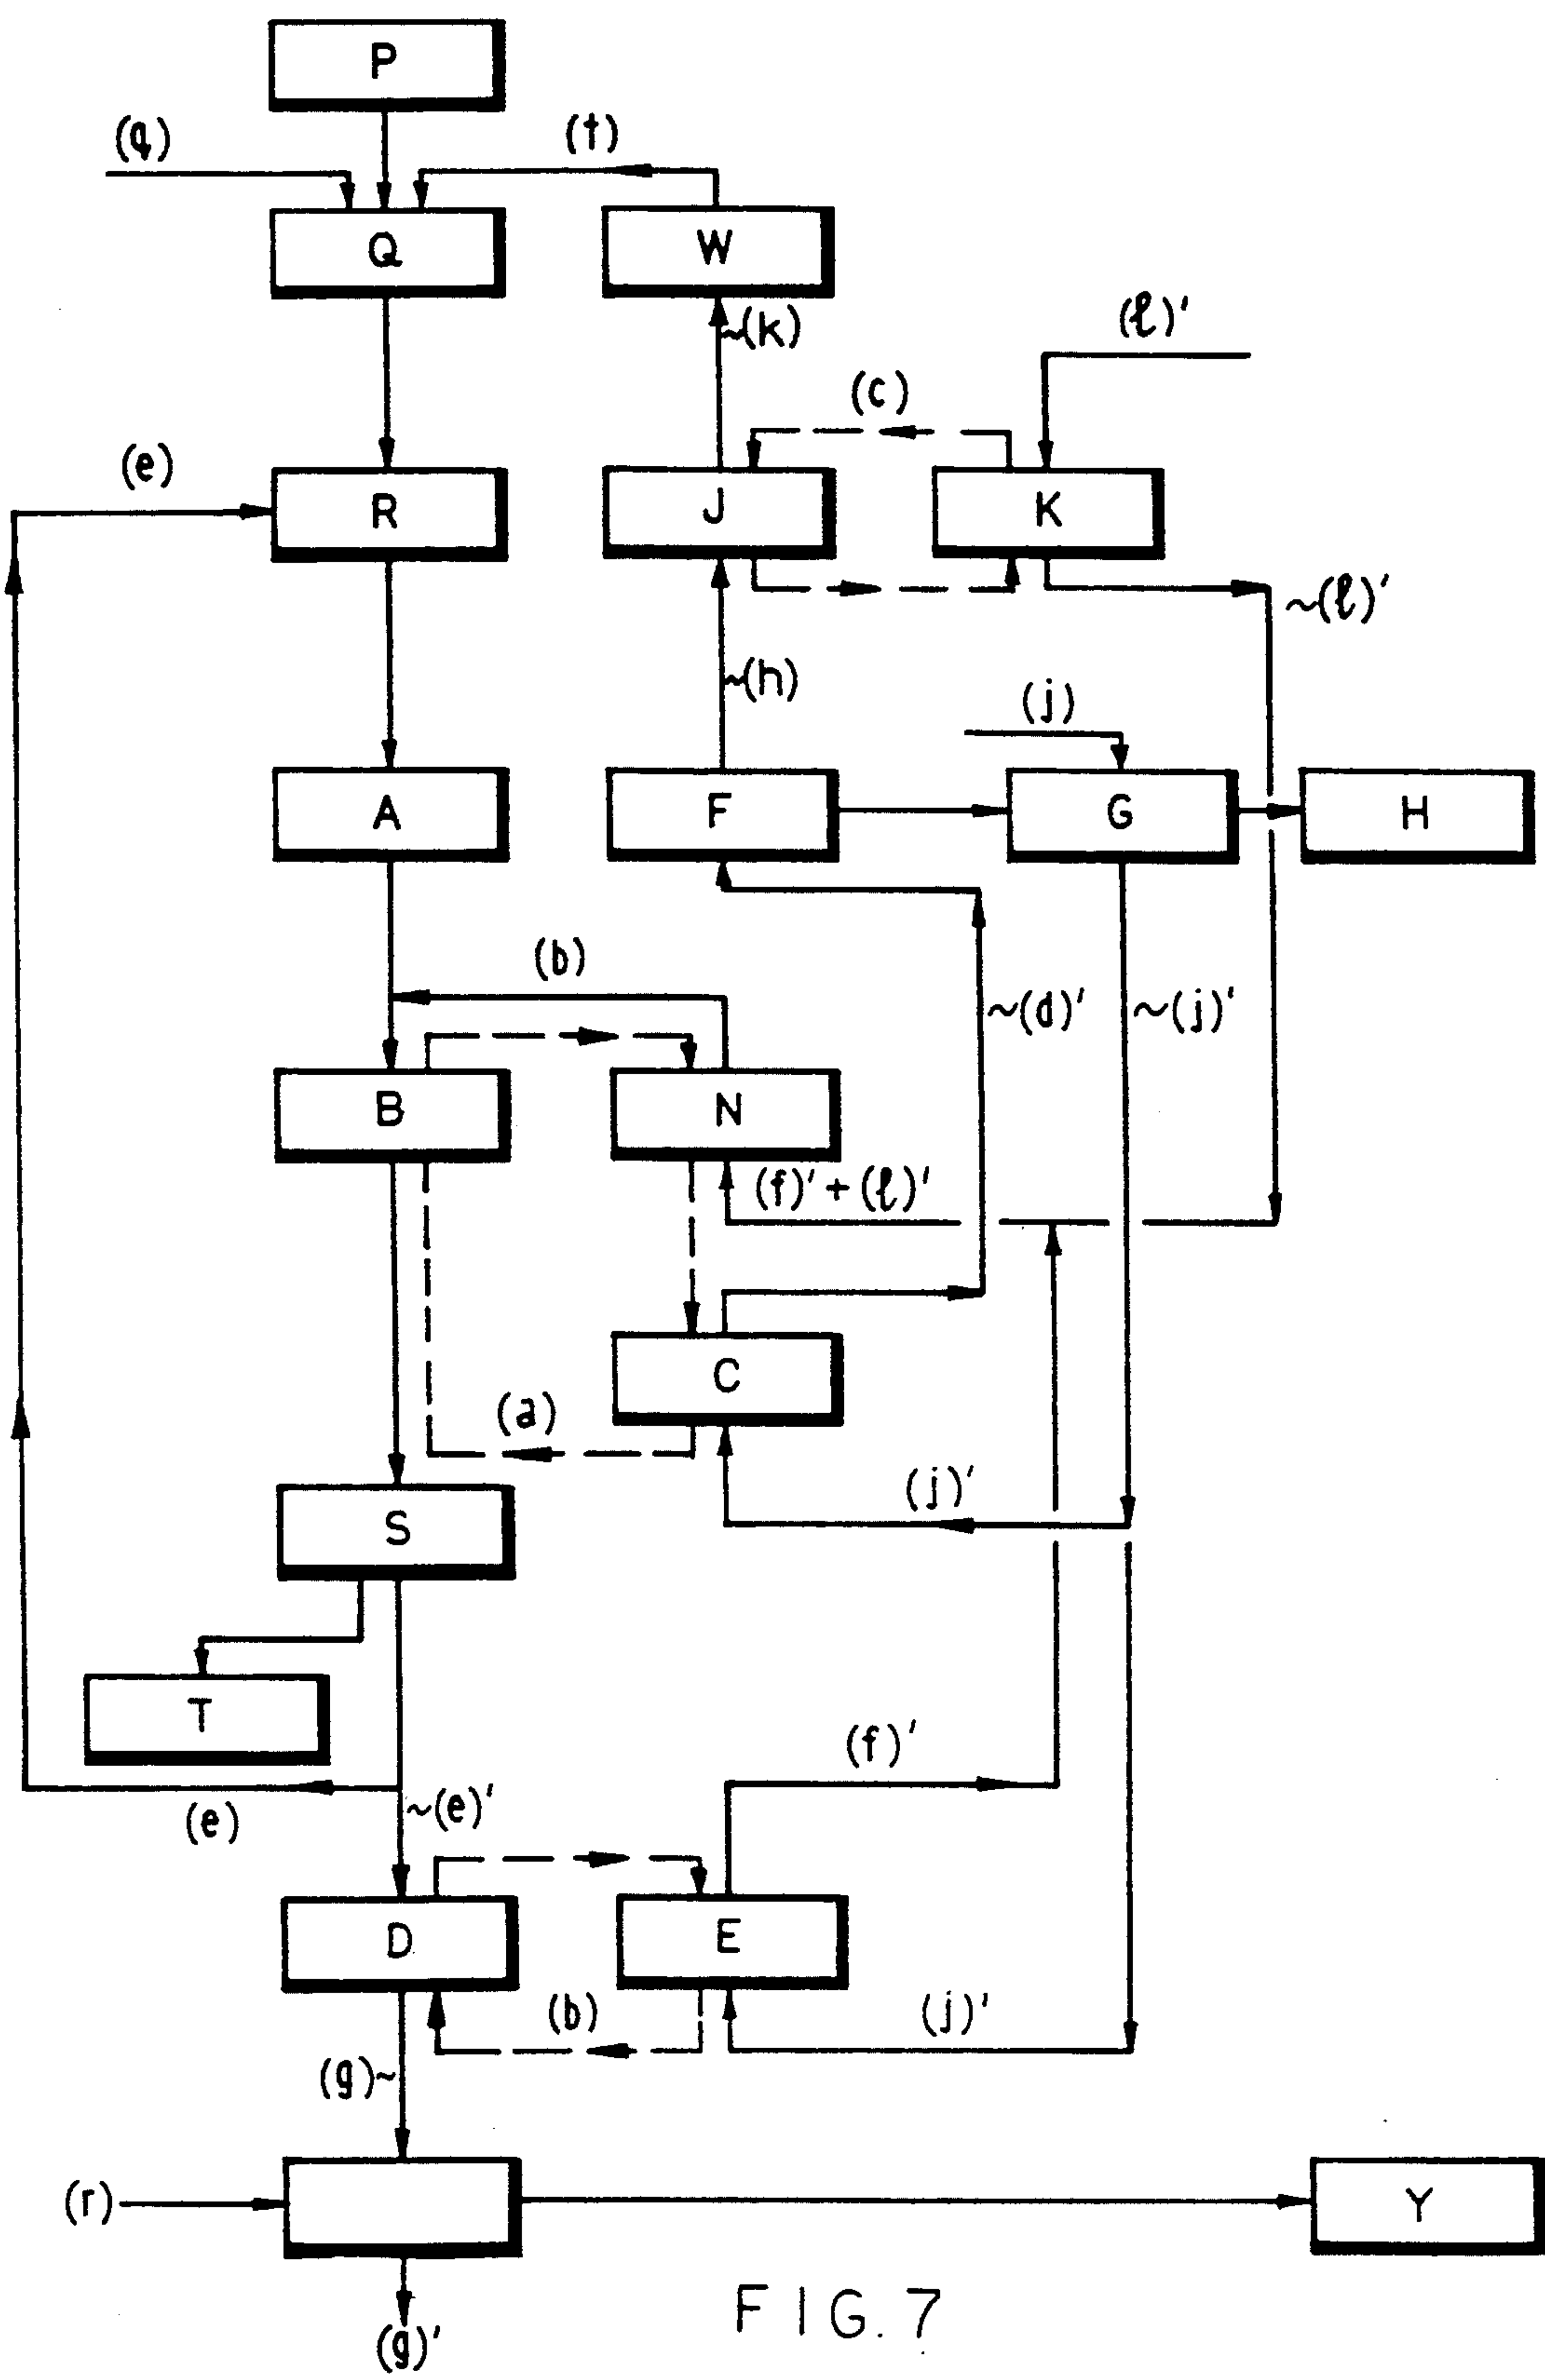 P
(q)
(t)
Q
W
~(k)
(ℓ)'
(c)
(e)
R
J
K
~(ℓ)'
~(h)
(j)
A
F
G
H
(b)
~(d)'
~(j)'
B
N
(f)'+(ℓ)'
C
(a)
(j)'
S
T
(f)'
~(e)'
(e)
D
E
(b)
(j)'
(g)~
(r)
Y
(g)'
FIG.7